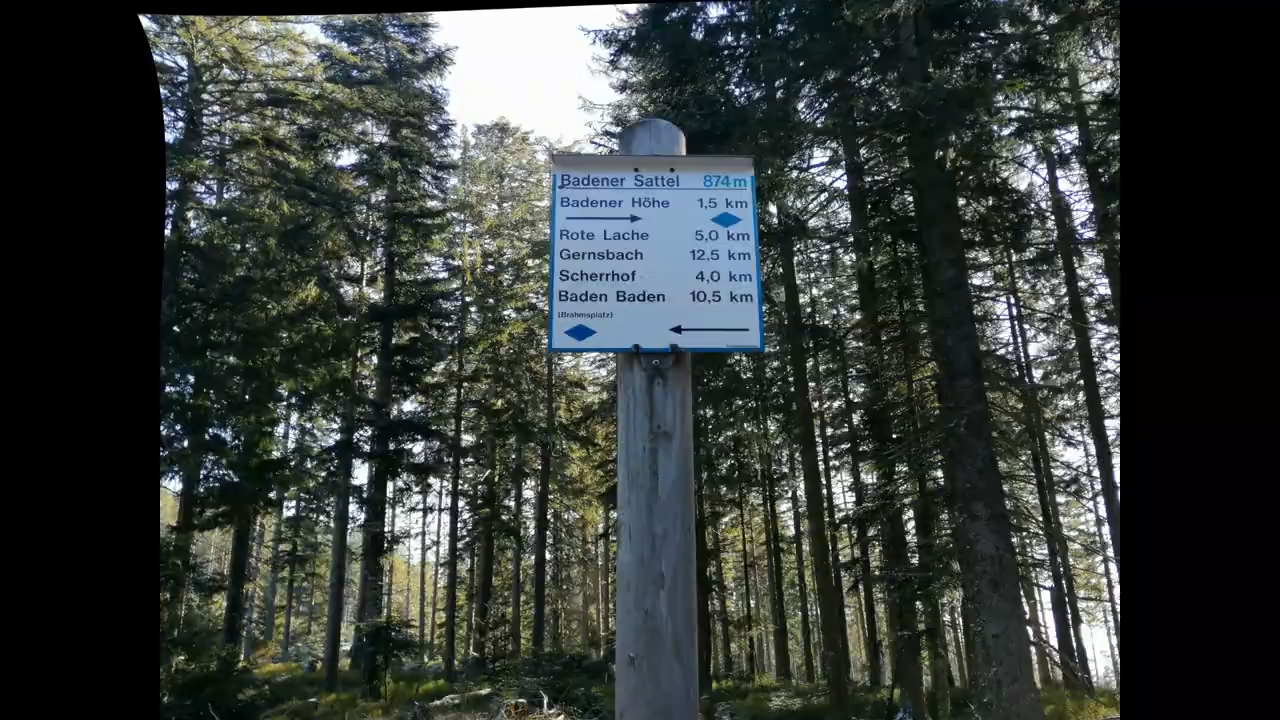 Badener Sattel 874m
Badener Höhe 1,5 km
Rote Lache 5,0 km
Gernsbach 12,5 km
Scherrhof 4,0 km
Baden Baden 10,5 km
(Brahmsplatz)